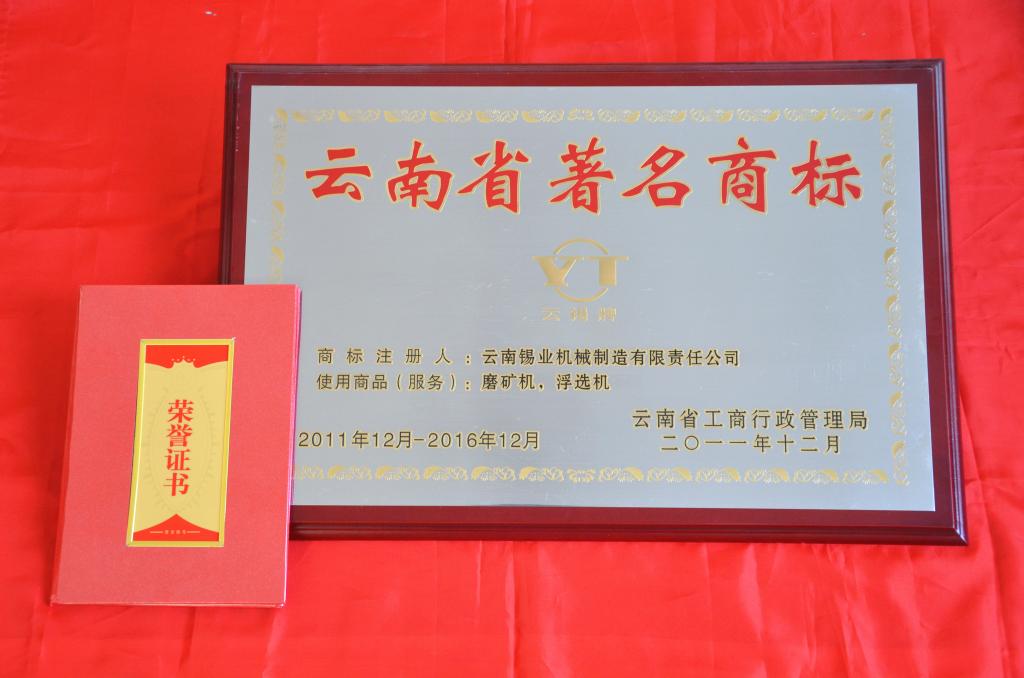 云南省著名商标
YT
云锡牌
商标注册人：云南锡业机械制造有限责任公司
使用商品（服务）：磨矿机，浮选机
云南省工商行政管理局
2011年12月-2016年12月
二〇一一年十二月
荣誉证书